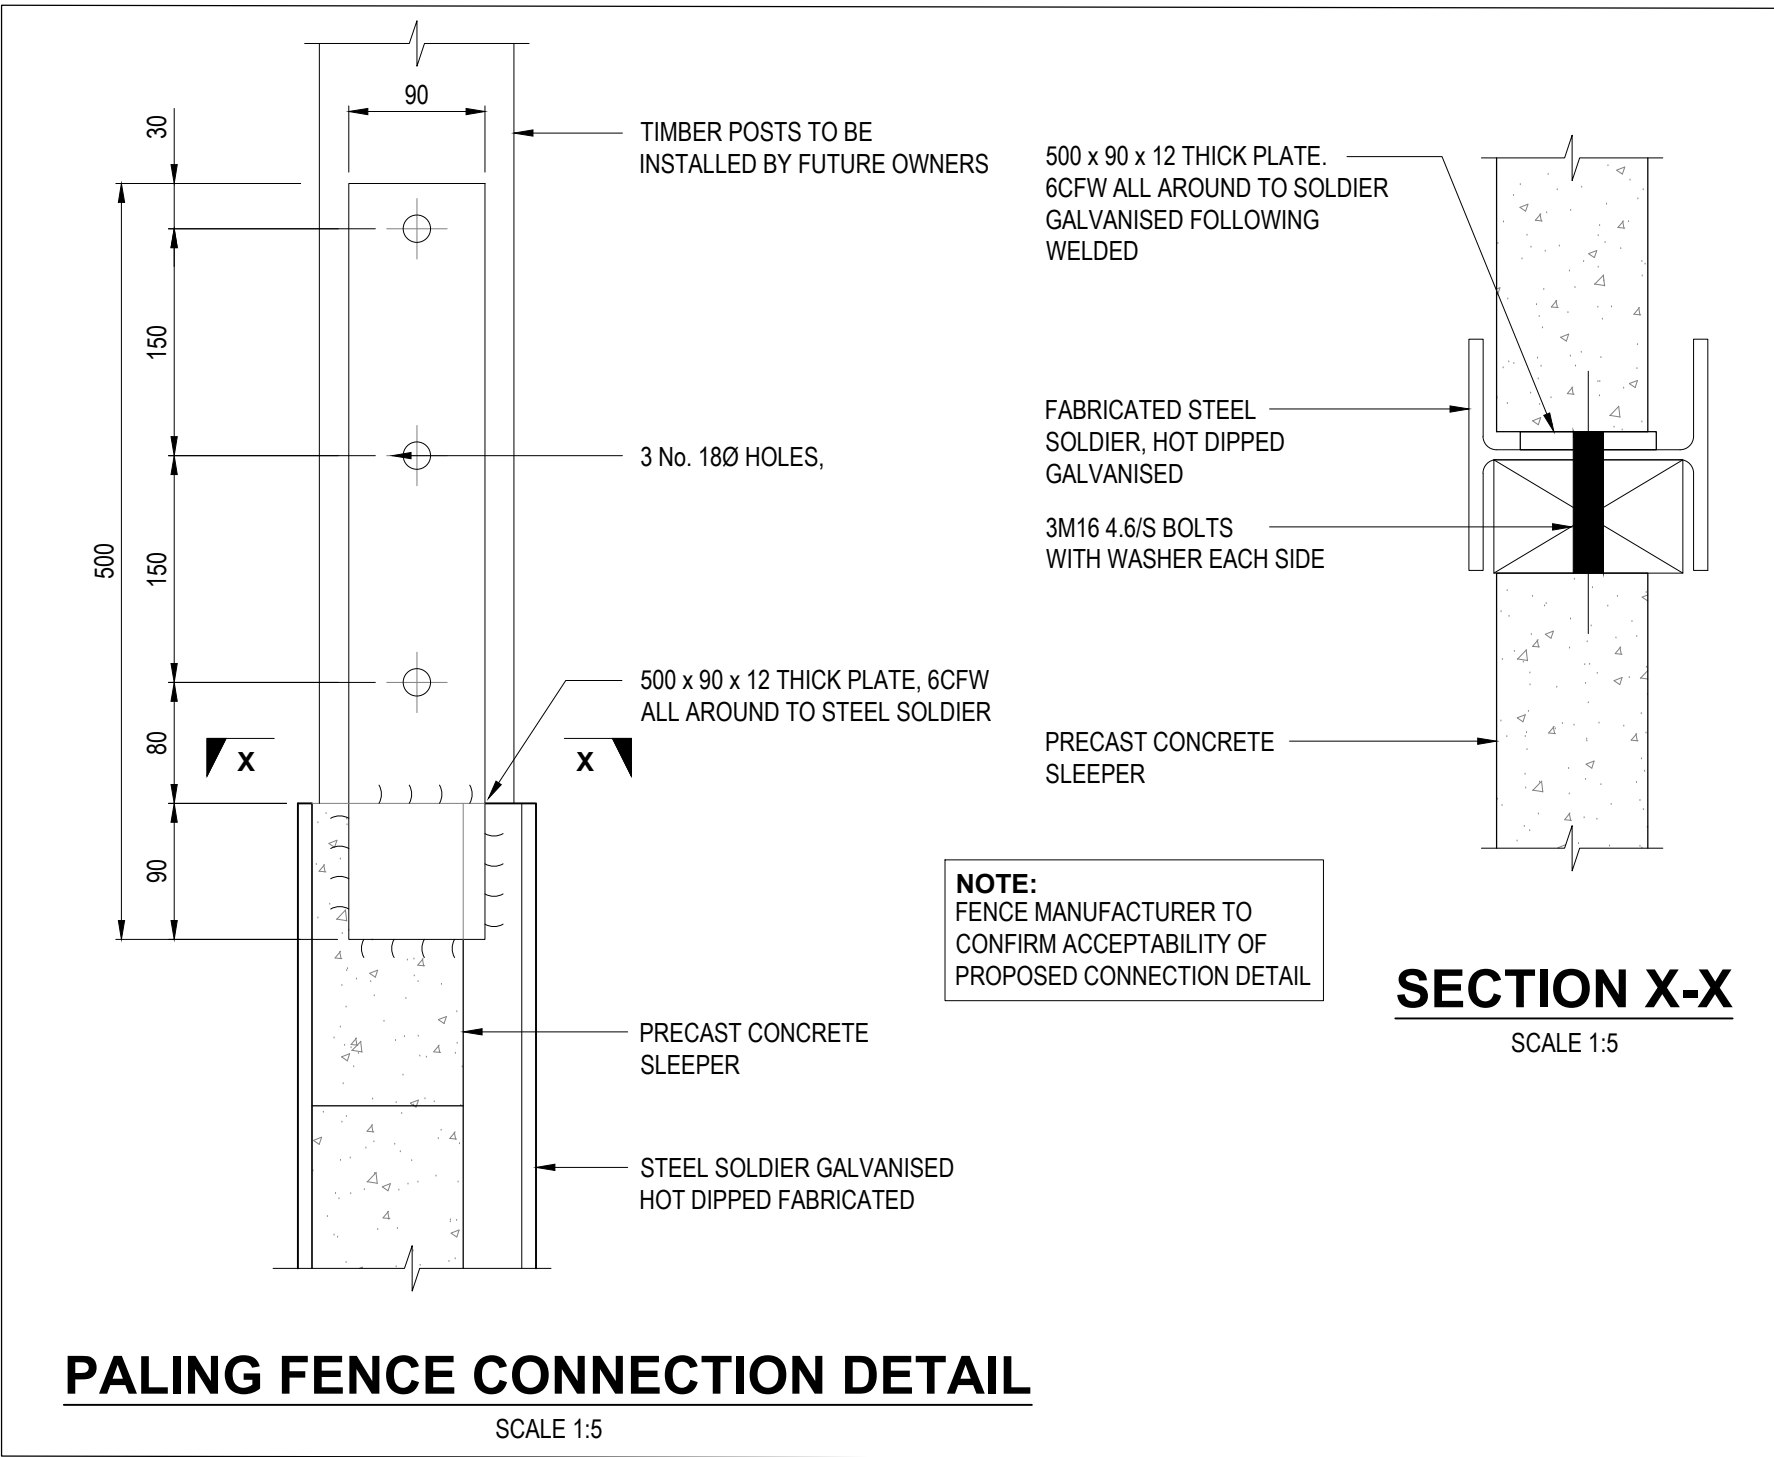 90
30
500
150
150
80
90
TIMBER POSTS TO BE
INSTALLED BY FUTURE OWNERS
3 No. 18Ø HOLES,
500 x 90 x 12 THICK PLATE, 6CFW
ALL AROUND TO STEEL SOLDIER
X
X
PRECAST CONCRETE
SLEEPER
STEEL SOLDIER GALVANISED
HOT DIPPED FABRICATED
PALING FENCE CONNECTION DETAIL
SCALE 1:5
500 x 90 x 12 THICK PLATE.
6CFW ALL AROUND TO SOLDIER
GALVANISED FOLLOWING
WELDED
FABRICATED STEEL
SOLDIER, HOT DIPPED
GALVANISED
3M16 4.6/S BOLTS
WITH WASHER EACH SIDE
PRECAST CONCRETE
SLEEPER
NOTE:
FENCE MANUFACTURER TO
CONFIRM ACCEPTABILITY OF
PROPOSED CONNECTION DETAIL
SECTION X-X
SCALE 1:5